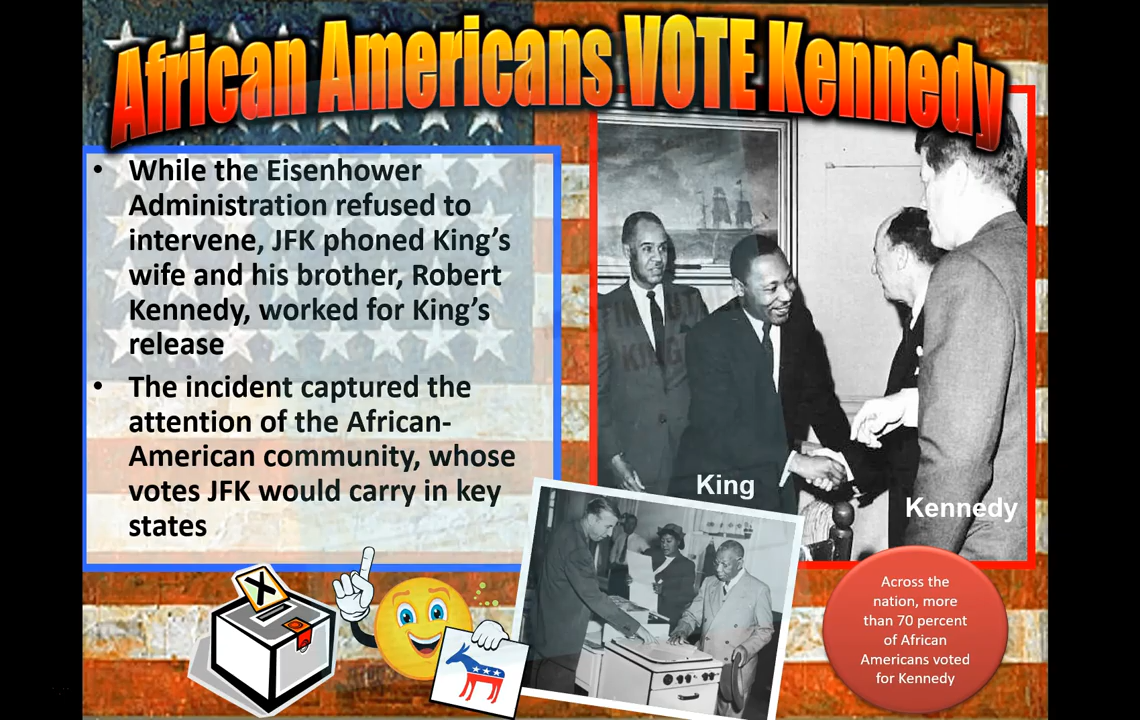 African Americans VOTE Kennedy
• While the Eisenhower
Administration refused to
intervene, JFK phoned King’s
wife and his brother, Robert
Kennedy, worked for King’s
release
• The incident captured the
attention of the African-
American community, whose
votes JFK would carry in key
states
King
Kennedy
X
Across the
nation, more
than 70 percent
of African
Americans voted
for Kennedy